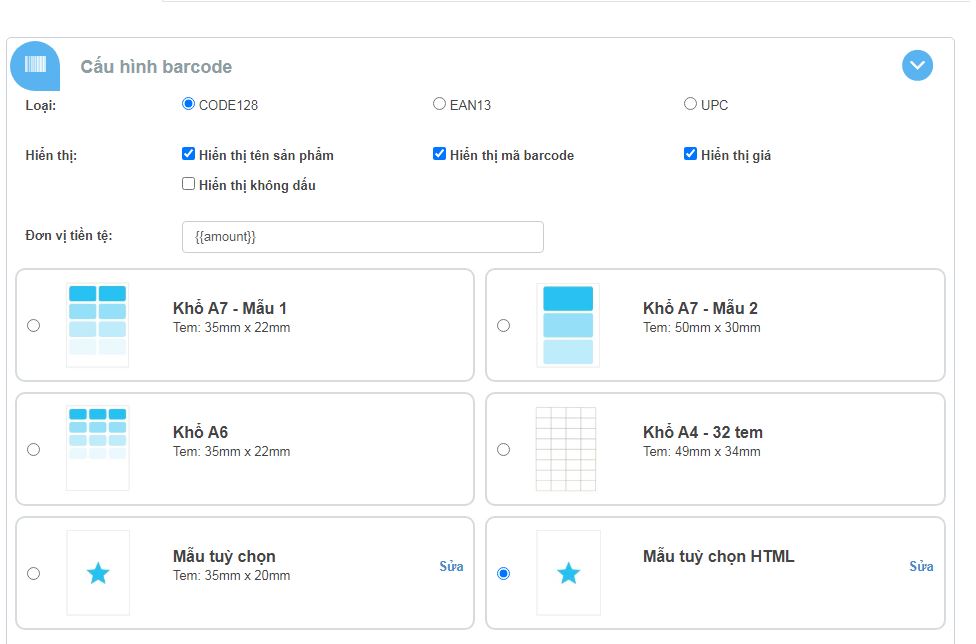 Cấu hình barcode
Loại: CODE128 EAN13 UPC
Hiển thị: Hiển thị tên sản phẩm Hiển thị mã barcode Hiển thị giá
Hiển thị không dấu
Đơn vị tiền tệ: {{amount}}
Khổ A7 - Mẫu 1
Tem: 35mm x 22mm
Khổ A7 - Mẫu 2
Tem: 50mm x 30mm
Khổ A6
Tem: 35mm x 22mm
Khổ A4 - 32 tem
Tem: 49mm x 34mm
Mẫu tuỳ chọn
Tem: 35mm x 20mm
Sửa
Mẫu tuỳ chọn HTML
Sửa